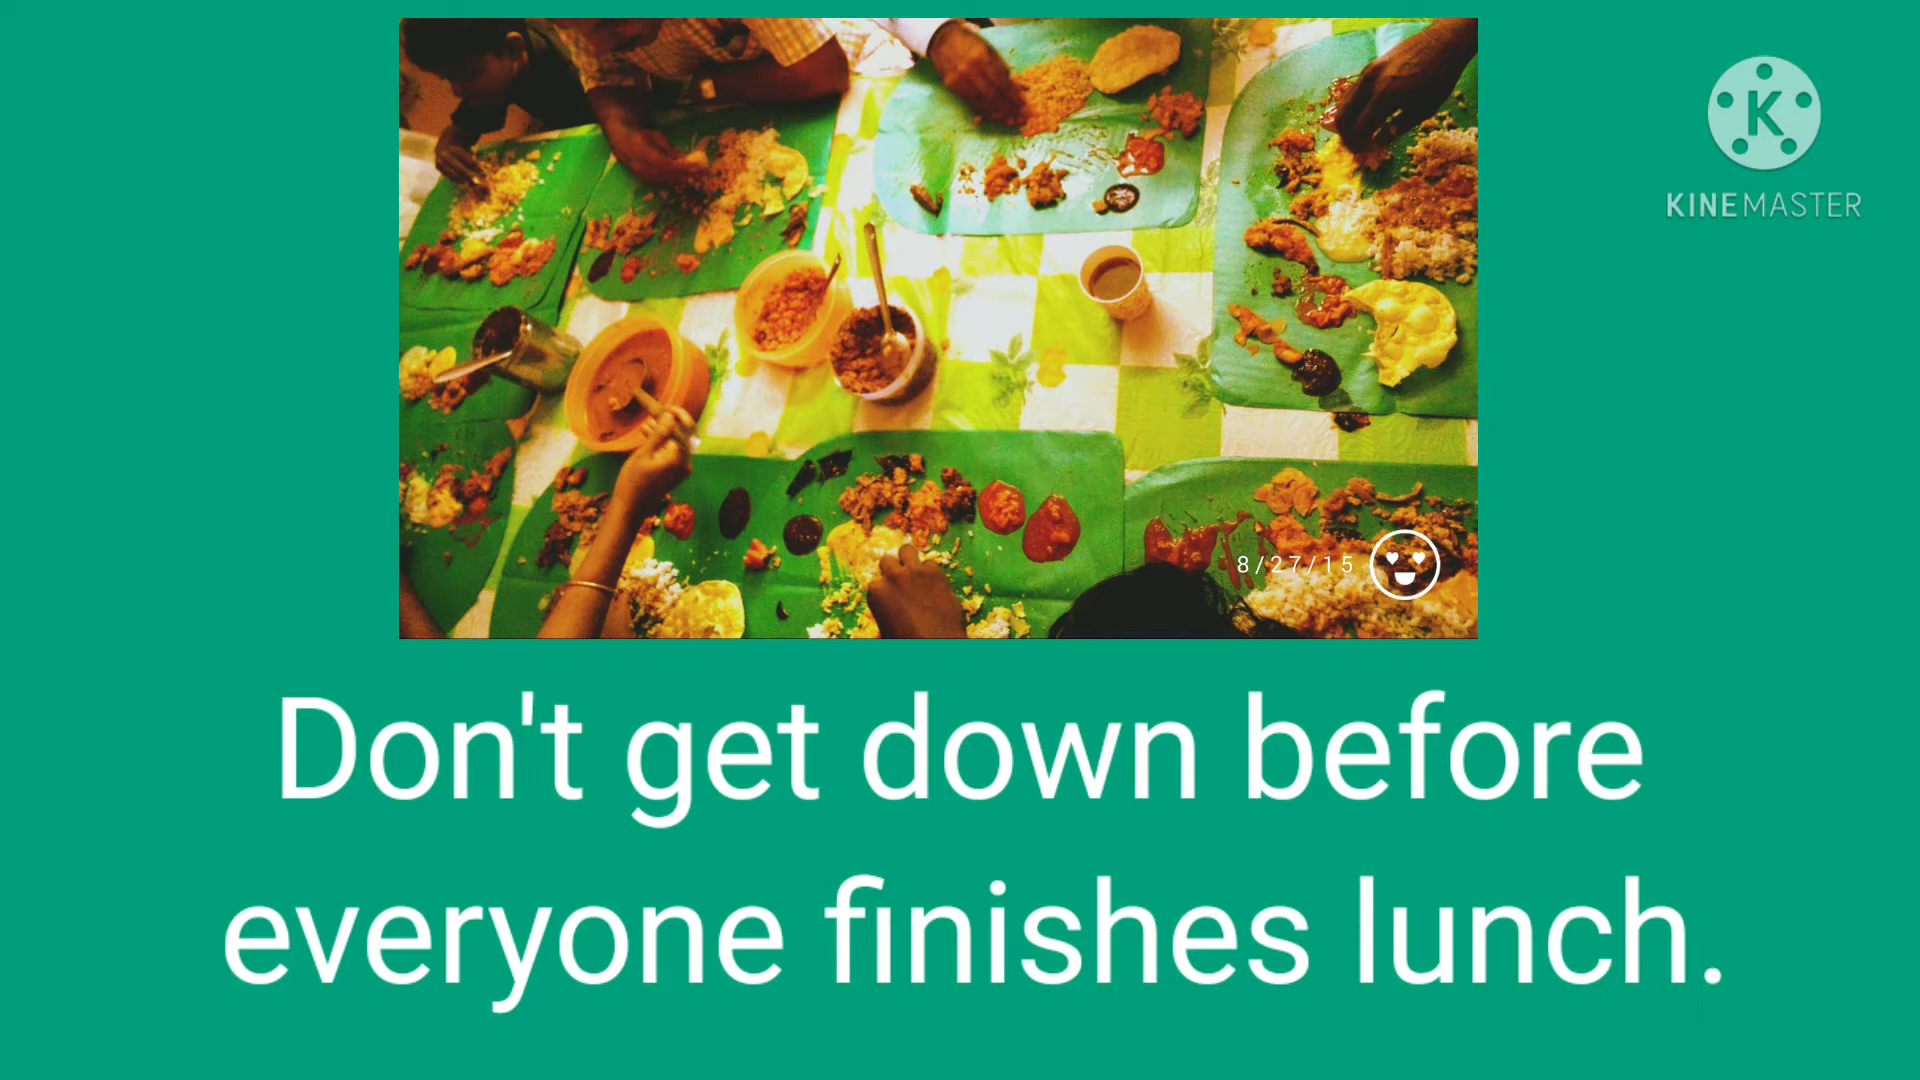 K
KINEMASTER
8/27/15
Don't get down before
everyone finishes lunch.